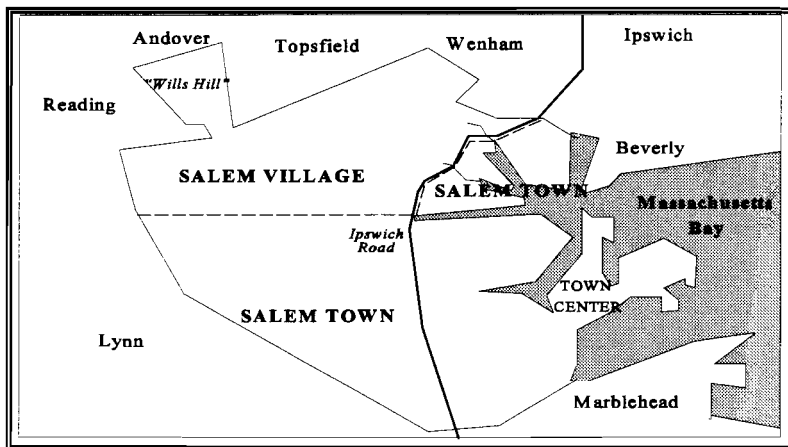 Andover
Topsfield
Wenham
Ipswich
"Wills Hill"
Reading
Beverly
SALEM VILLAGE
SALEM TOWN
Massachusetts
Bay
Ipswich
Road
TOWN
CENTER
SALEM TOWN
Lynn
Marblehead